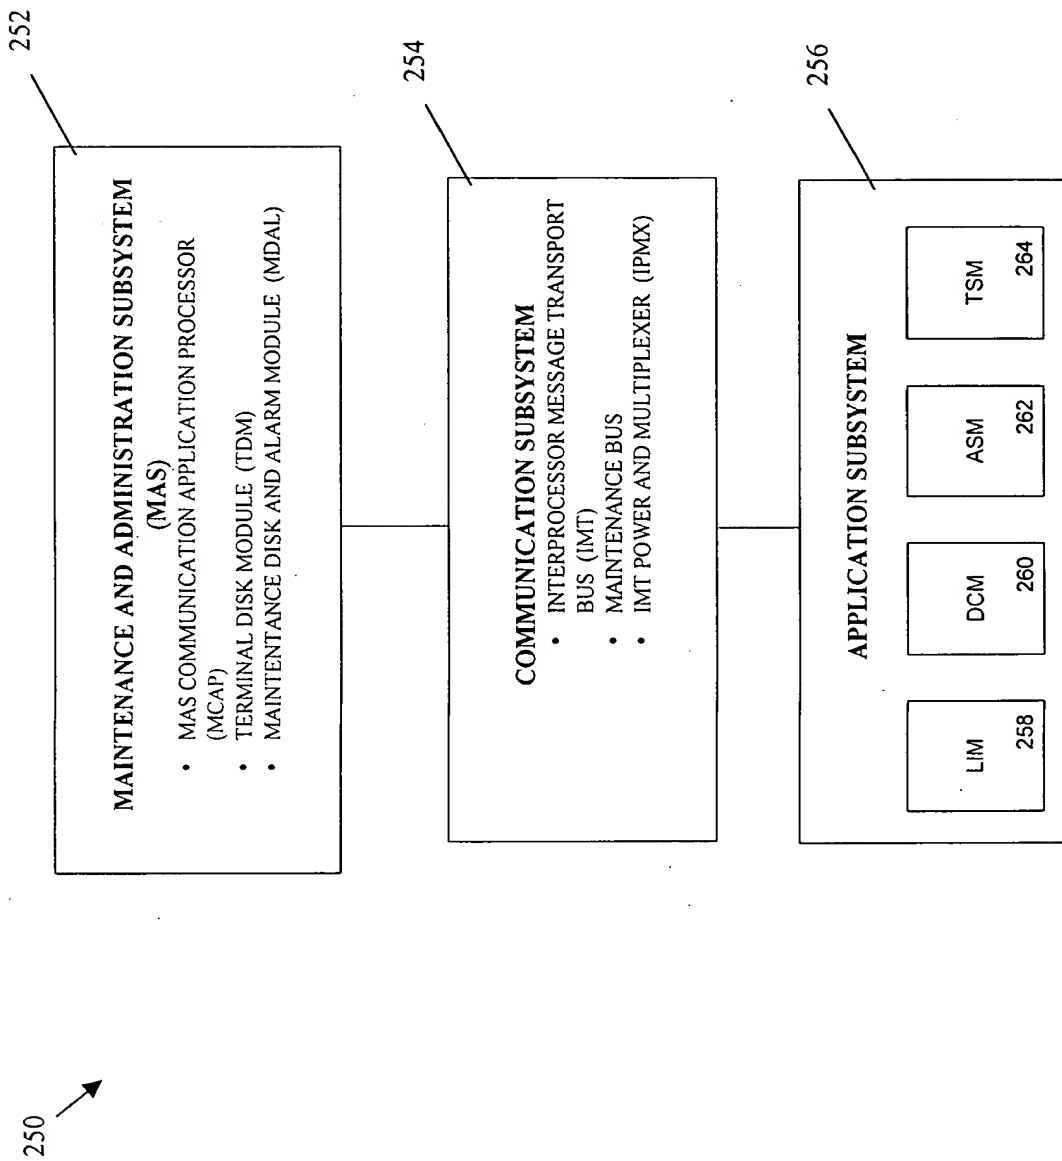 250
252
MAINTENANCE AND ADMINISTRATION SUBSYSTEM
(MAS)
• MAS COMMUNICATION APPLICATION PROCESSOR
(MCAP)
• TERMINAL DISK MODULE (TDM)
• MAINTENTANCE DISK AND ALARM MODULE (MDAL)
254
COMMUNICATION SUBSYSTEM
• INTERPROCESSOR MESSAGE TRANSPORT
BUS (IMT)
• MAINTENANCE BUS
• IMT POWER AND MULTIPLEXER (IPMX)
256
APPLICATION SUBSYSTEM
LIM
258
DCM
260
ASM
262
TSM
264